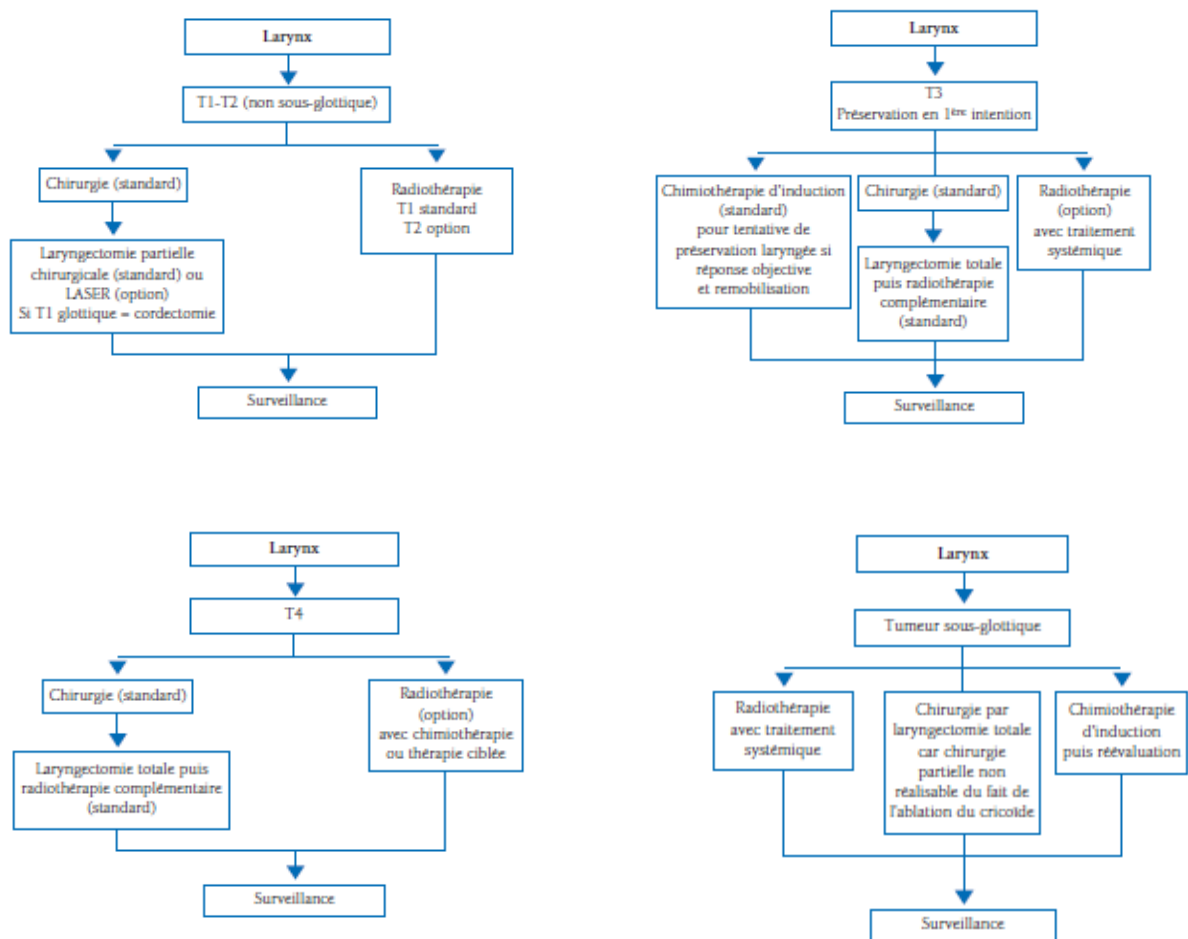 Larynx
T1-T2 (non sous-glottique)
Chirurgie (standard)
Laryngectomie partielle
chirurgicale (standard) ou
LASER (option)
Si T1 glottique = cordectomie
Radiothérapie
T1 standard
T2 option
Surveillance
Larynx
T3
Préservation en 1ère intention
Chimiothérapie d'induction
(standard)
pour tentative de
préservation laryngée si
réponse objective
et remobilisation
Chirurgie (standard)
Laryngectomie totale
puis radiothérapie
complémentaire
(standard)
Radiothérapie
(option)
avec traitement
systémique
Surveillance
Larynx
T4
Chirurgie (standard)
Laryngectomie totale puis
radiothérapie complémentaire
(standard)
Radiothérapie
(option)
avec chimiothérapie
ou thérapie ciblée
Surveillance
Larynx
Tumeur sous-glottique
Radiothérapie
avec traitement
systémique
Chirurgie par
laryngectomie totale
car chirurgie
partielle non
réalisable du fait de
l'ablation du cricoïde
Chimiothérapie
d'induction
puis réévaluation
Surveillance